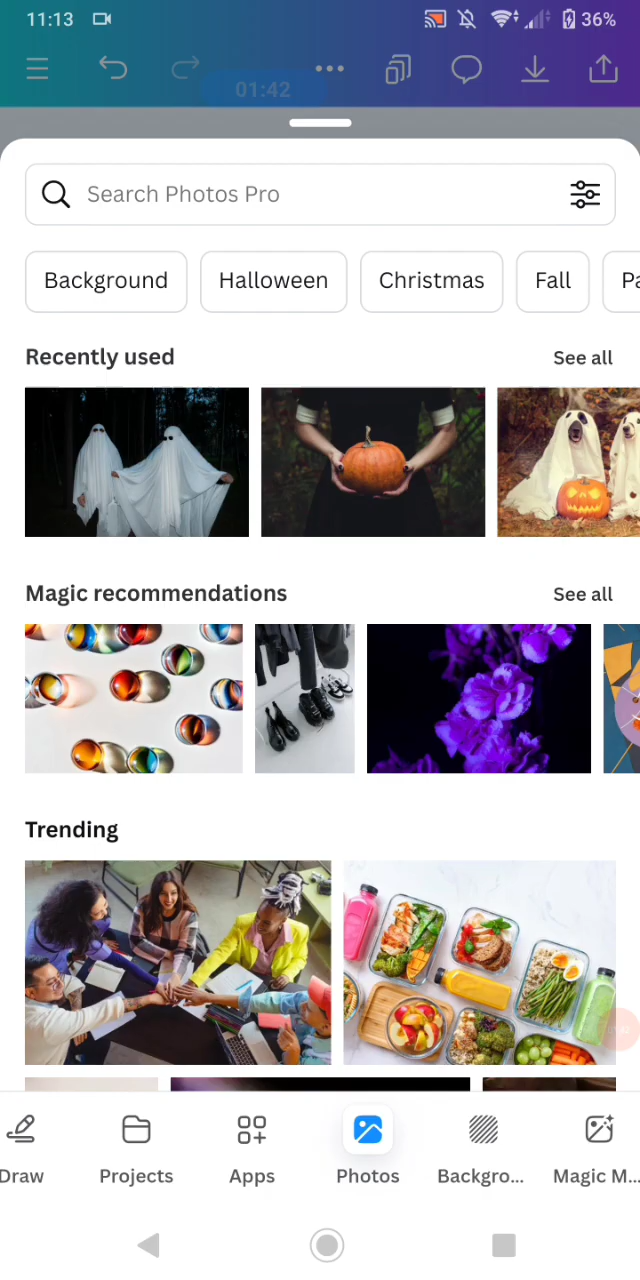 11:13
36%
01:42
Search Photos Pro
Background
Halloween
Christmas
Fall
Pa
Recently used
See all
Magic recommendations
See all
Trending
Draw
Projects
Apps
Photos
Backgro...
Magic M...